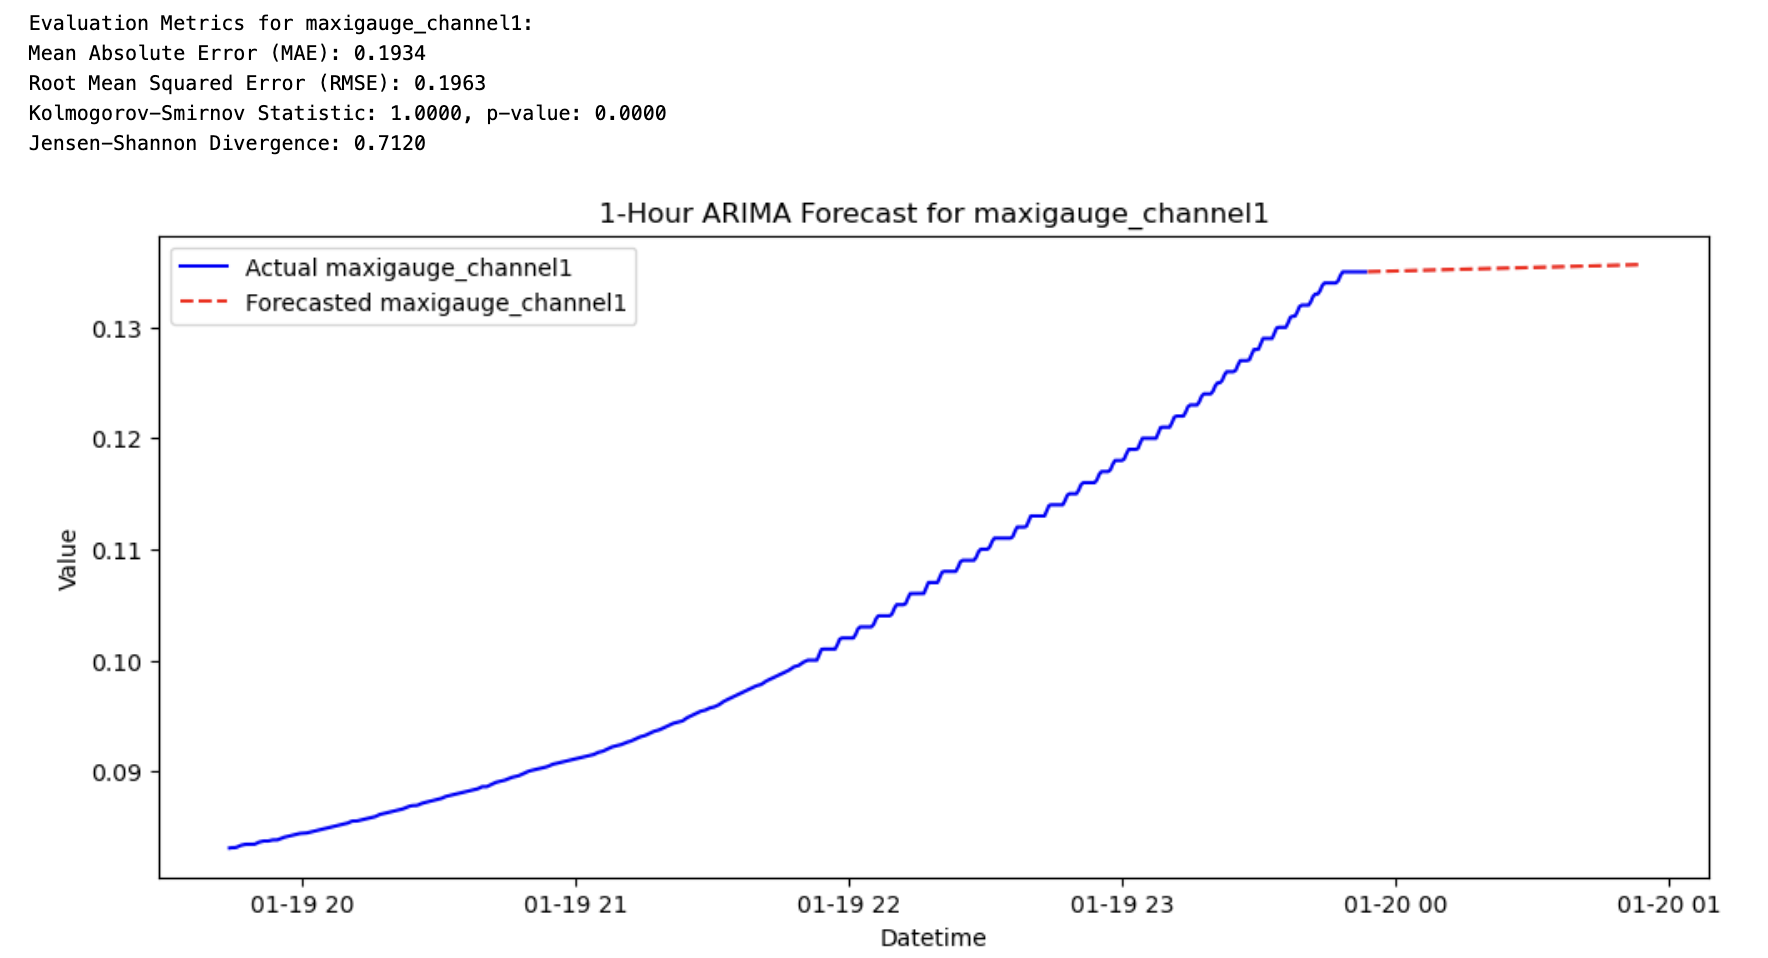 Evaluation Metrics for maxigauge_channel1:
Mean Absolute Error (MAE): 0.1934
Root Mean Squared Error (RMSE): 0.1963
Kolmogorov-Smirnov Statistic: 1.0000, p-value: 0.0000
Jensen-Shannon Divergence: 0.7120
1-Hour ARIMA Forecast for maxigauge_channel1
Actual maxigauge_channel1
Forecasted maxigauge_channel1
0.13
0.12
0.11
0.10
0.09
Value
01-19 20 01-19 21 01-19 22 01-19 23 01-20 00 01-20 01
Datetime